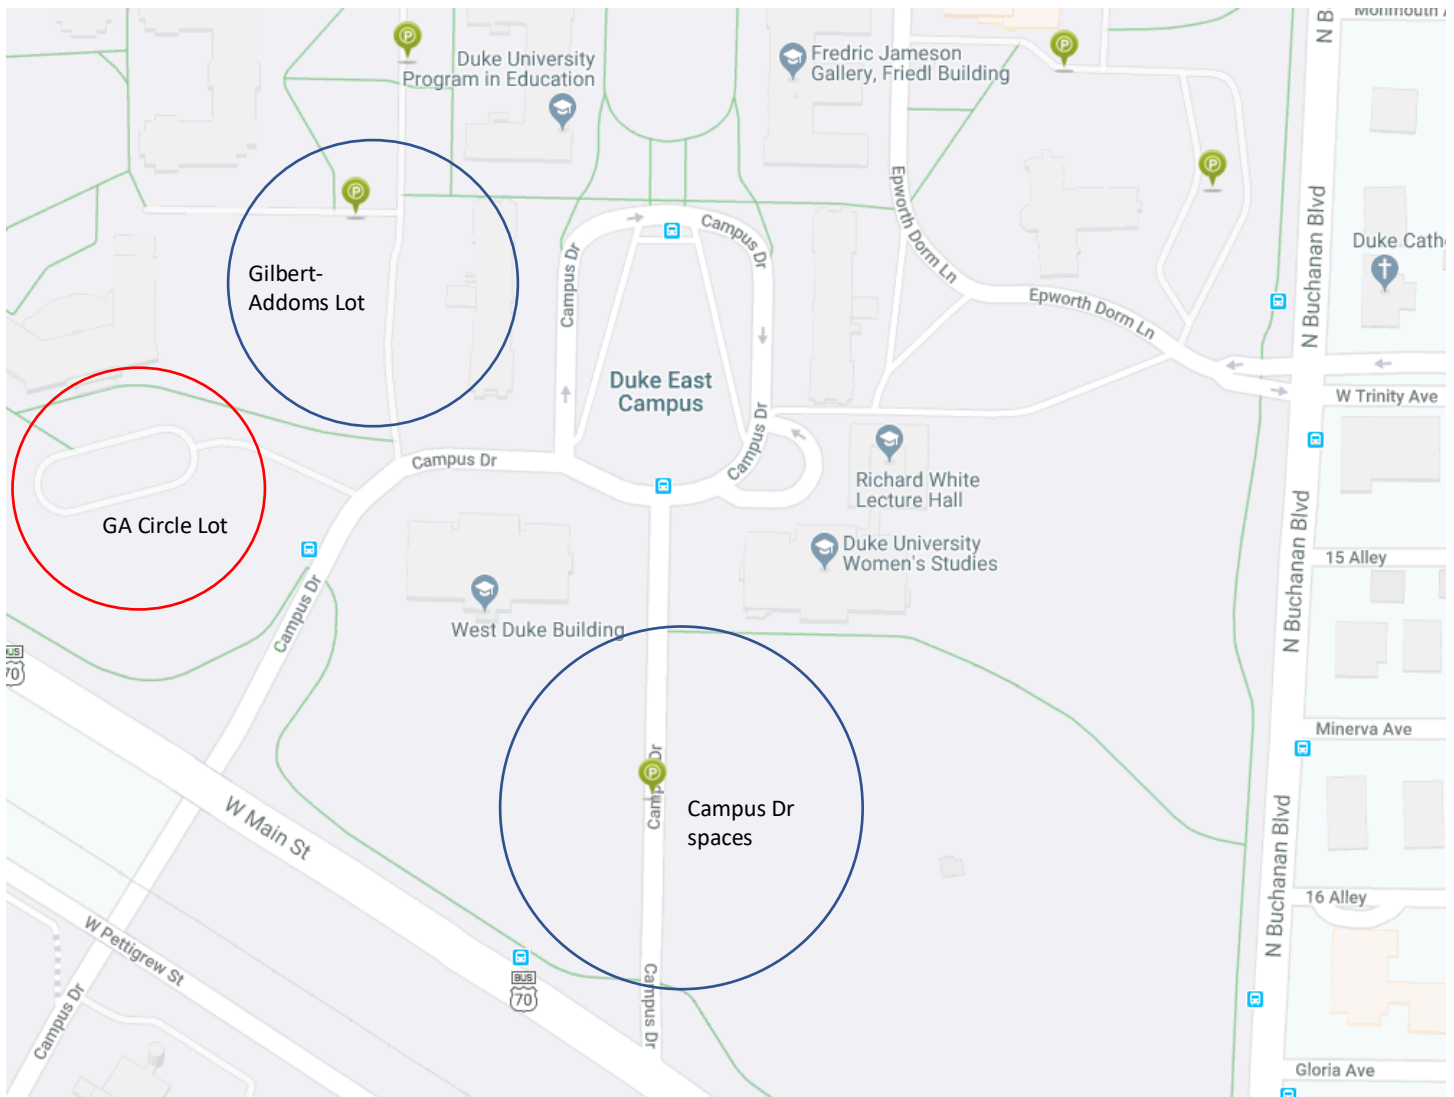 Monmouth
N B
P
Duke University
Program in Education
Fredric Jameson
Gallery, Friedl Building
P
P
P
Epworth Dorm Ln
Epworth Dorm Ln
N Buchanan Blvd
Duke Cath
Campus Dr
Campus Dr
Campus Dr
Gilbert-
Addoms Lot
Duke East
Campus
W Trinity Ave
Campus Dr
Campus Dr
Richard White
Lecture Hall
GA Circle Lot
N Buchanan Blvd
Duke University
Women's Studies
15 Alley
Campus Dr
West Duke Building
70
Minerva Ave
Campus Dr
P
Campus Dr
spaces
W Main St
N Buchanan Blvd
16 Alley
W Pettigrew St
BUS
70
Campus Dr
Campus Dr
Gloria Ave